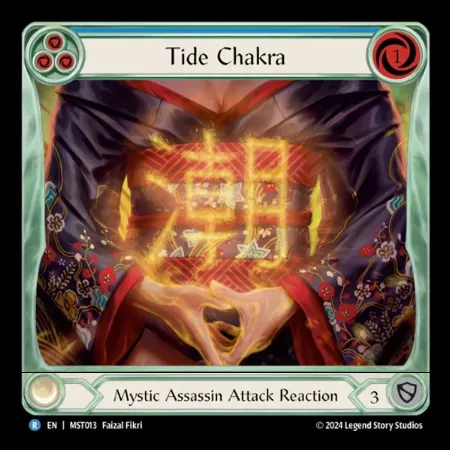 Tide Chakra
1
潮
Mystic Assassin Attack Reaction
3
R EN | MST013 Faizal Fikri
© 2024 Legend Story Studios